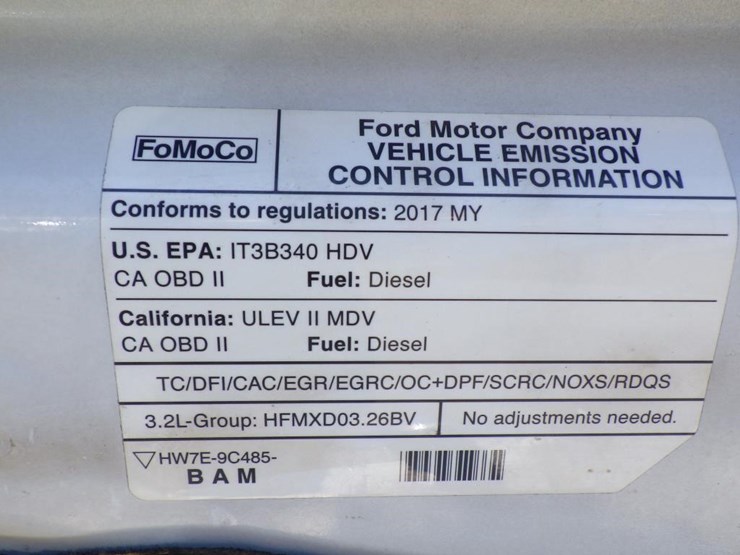 FoMoCo
Ford Motor Company
VEHICLE EMISSION
CONTROL INFORMATION
Conforms to regulations: 2017 MY
U.S. EPA: IT3B340 HDV
CA OBD II Fuel: Diesel
California: ULEV II MDV
CA OBD II Fuel: Diesel
TC/DFI/CAC/EGR/EGRC/OC+DPF/SCRC/NOXS/RDQS
3.2L-Group: HFMXD03.26BV No adjustments needed.
HW7E-9C485-
BAM